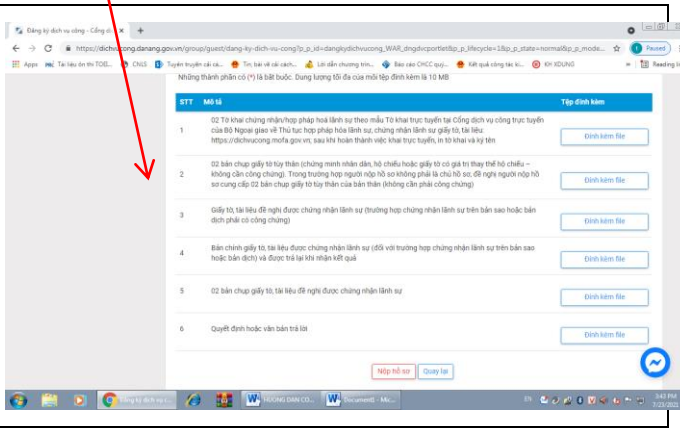 Đăng ký dịch vụ công - Cổng d
https://dichvucong.danang.gov.vn/group/guest/dang-ky-dich-vu-cong?p_p_id=dangkydichvucong_WAR_dngdvcportlet&p_p_lifecycle=1&p_p_state=normal&p_p_mode... Paused
Apps Tài liệu ôn thi TOEI... CNLS Tuyên truyền cải ca... Tin, bài về cải cách... Lời dẫn chương trìn... Báo cáo CHCC quý... Kết quả công tác ki... KH XDUNG » Reading li
Những thành phần có (*) là bắt buộc. Dung lượng tối đa của mỗi tệp đính kèm là 10 MB
STT Mô tả Tệp đính kèm
02 Tờ khai chứng nhận/hợp pháp hoá lãnh sự theo mẫu Tờ khai trực tuyến tại Cổng dịch vụ công trực tuyến
1 của Bộ Ngoại giao về Thủ tục hợp pháp hóa lãnh sự, chứng nhận lãnh sự giấy tờ, tài liệu: Đính kèm file
https://dichvucong.mofa.gov.vn; sau khi hoàn thành việc khai trực tuyến, in tờ khai và ký tên
02 bản chụp giấy tờ tùy thân (chứng minh nhân dân, hộ chiếu hoặc giấy tờ có giá trị thay thế hộ chiếu –
2 không cần công chứng). Trong trường hợp người nộp hồ sơ không phải là chủ hồ sơ, đề nghị người nộp hồ Đính kèm file
sơ cung cấp 02 bản chụp giấy tờ tùy thân của bản thân (không cần phải công chứng)
3 Giấy tờ, tài liệu đề nghị được chứng nhận lãnh sự (trường hợp chứng nhận lãnh sự trên bản sao hoặc bản Đính kèm file
dịch phải có công chứng)
4 Bản chính giấy tờ, tài liệu được chứng nhận lãnh sự (đối với trường hợp chứng nhận lãnh sự trên bản sao Đính kèm file
hoặc bản dịch) và được trả lại khi nhận kết quả
5 02 bản chụp giấy tờ, tài liệu đề nghị được chứng nhận lãnh sự Đính kèm file
6 Quyết định hoặc văn bản trả lời Đính kèm file
Nộp hồ sơ Quay lại
Đăng ký dịch vụ c... HUONG DAN CO... Document1 - Mic... EN 3:42 PM
7/23/2021